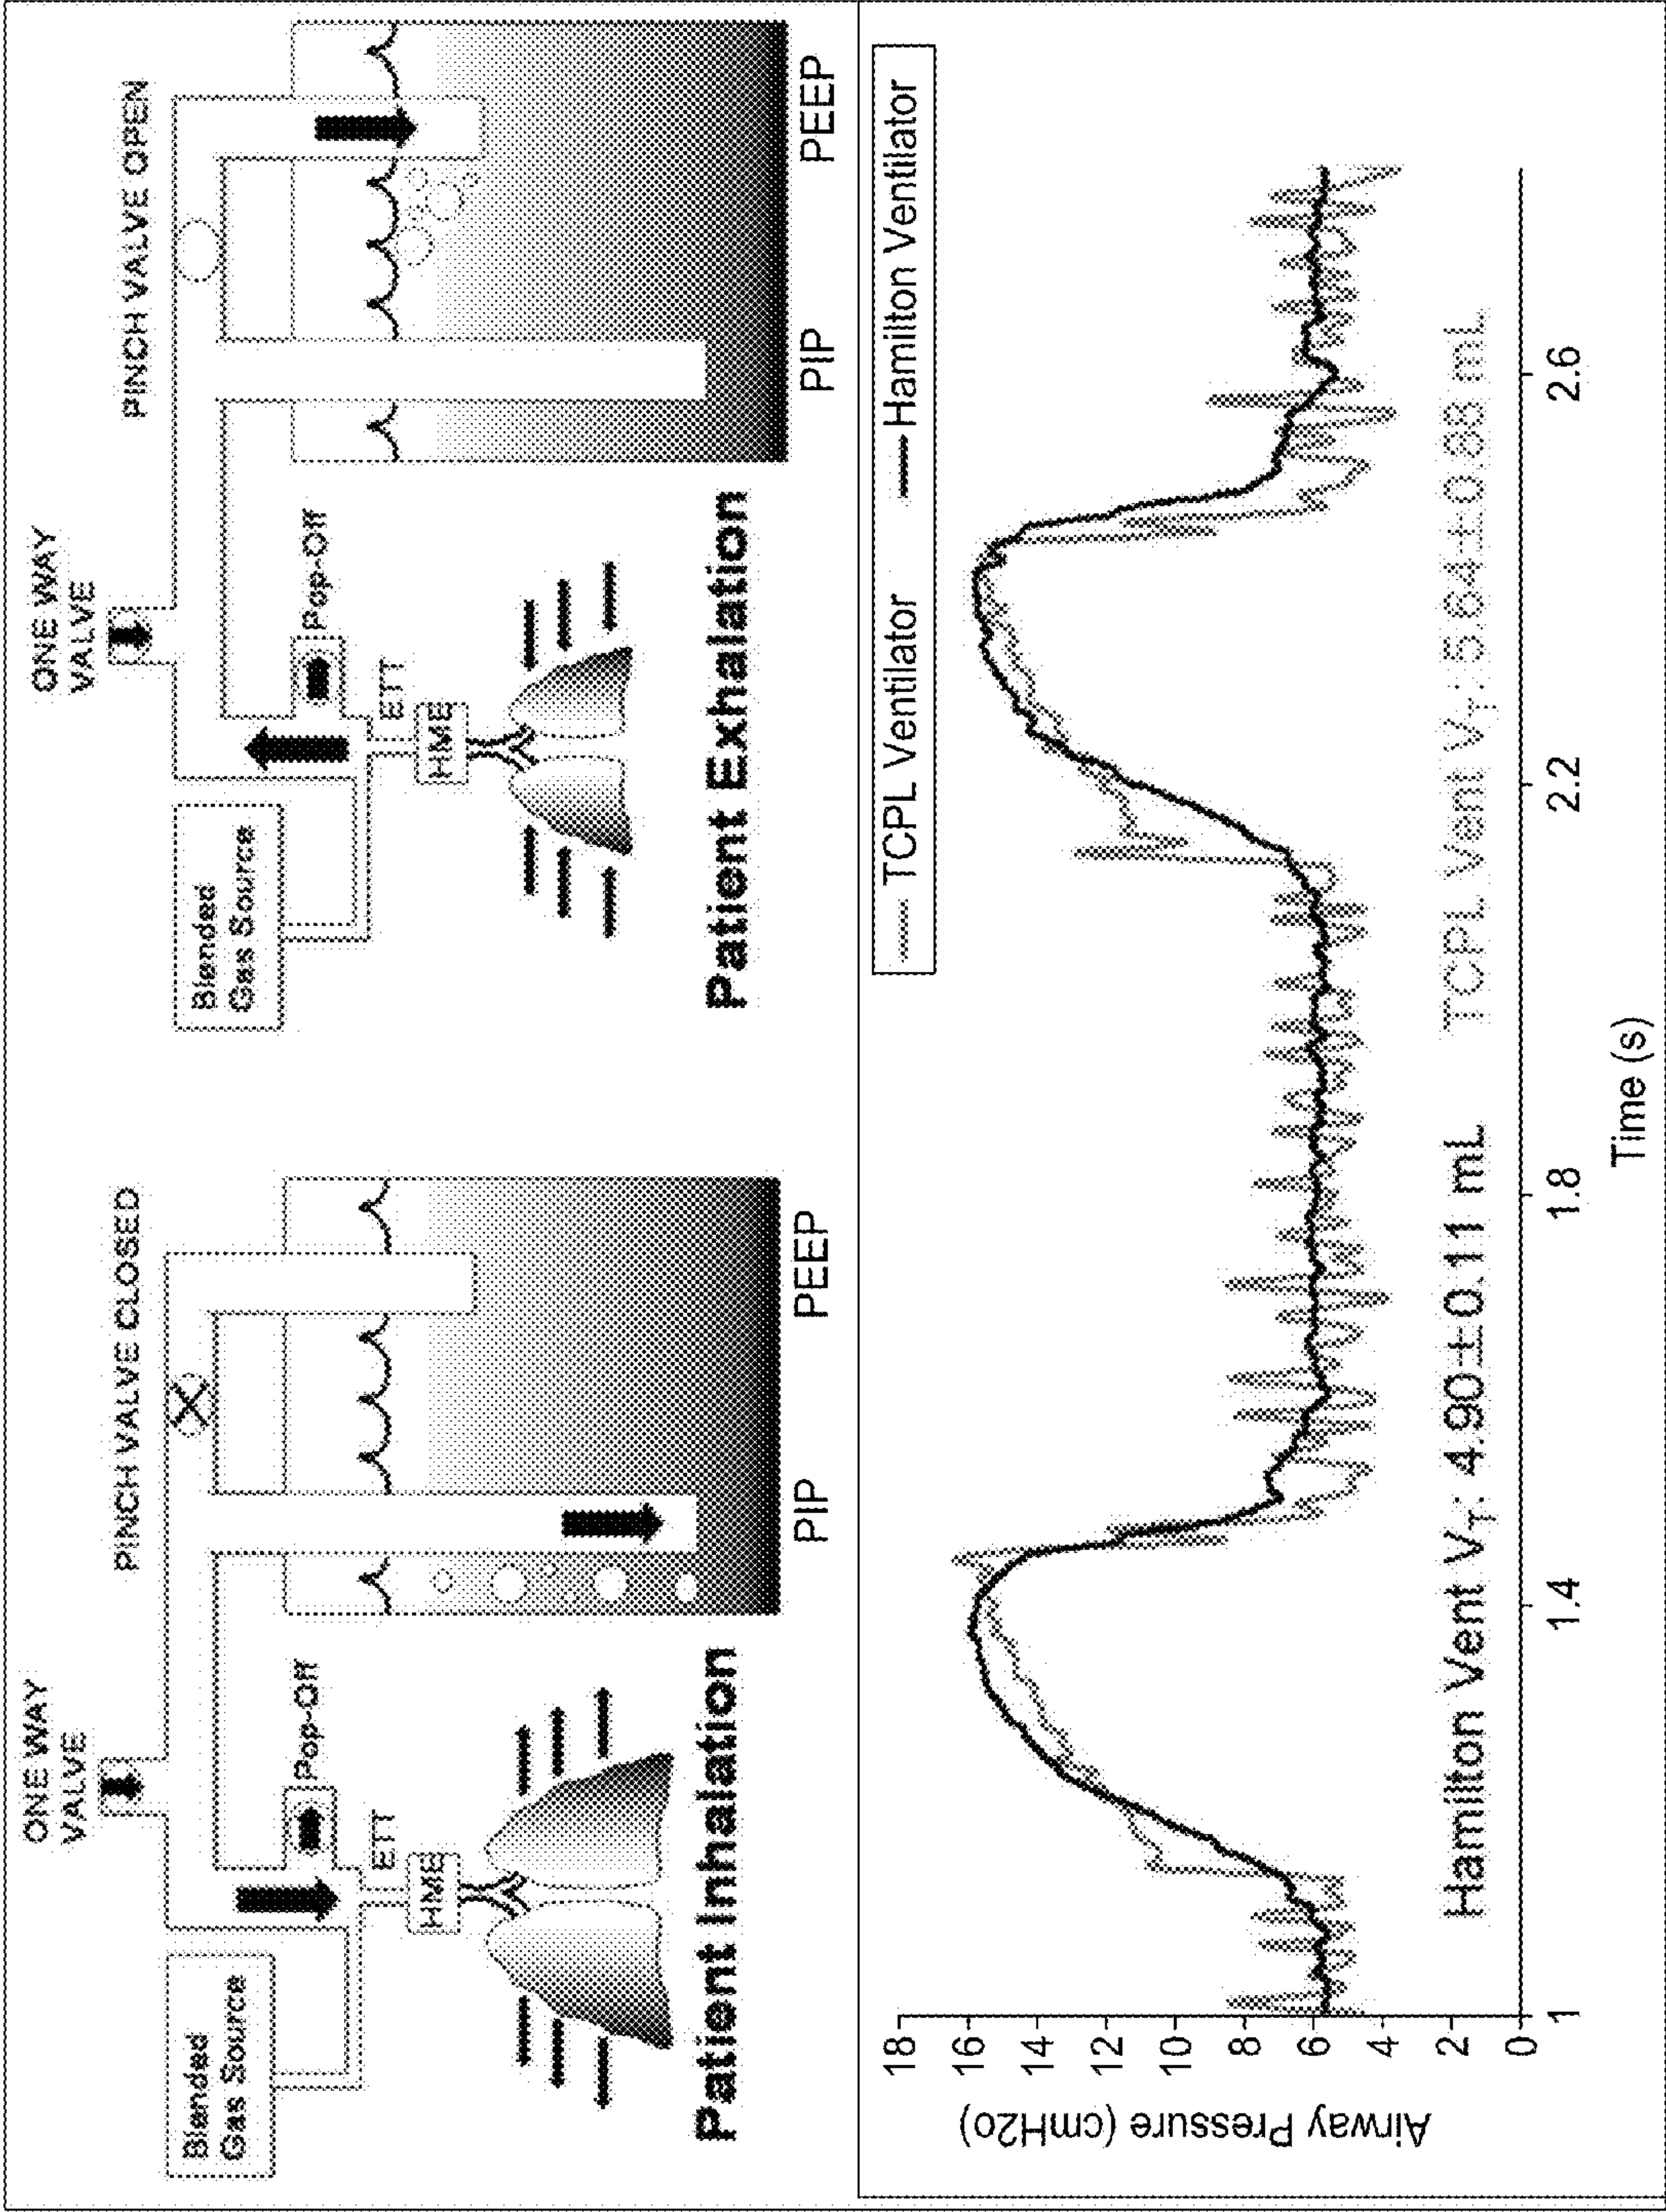 ONE WAY
VALVE
PINCH VALVE CLOSED
Blended
Gas Source
Pop-Off
ETT
HME
PIP
PEEP
Patient Inhalation
ONE WAY
VALVE
PINCH VALVE OPEN
Blended
Gas Source
Pop-Off
ETT
HME
PIP
PEEP
Patient Exhalation
TCPL Ventilator
Hamilton Ventilator
Airway Pressure (cmH2o)
18
16
14
12
10
8
6
4
2
0
Hamilton Vent VT: 4.90±0.11 mL
TCPL Vent VT: 5.64±0.88 mL
1
1.4
1.8
2.2
2.6
Time (s)